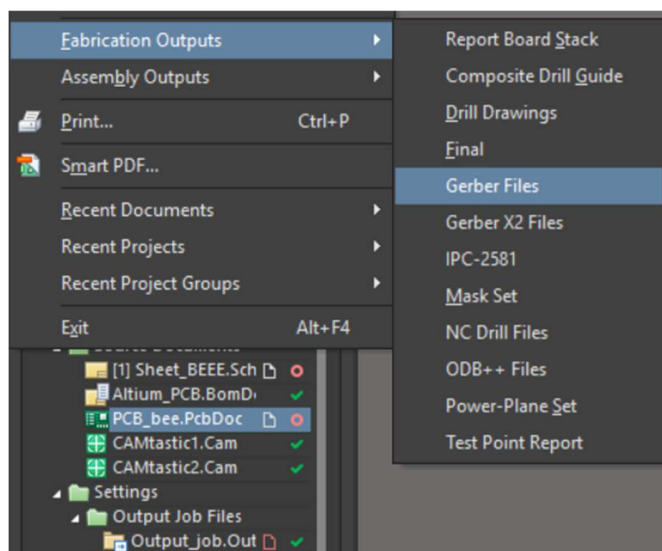 Fabrication Outputs
Assembly Outputs
Print... Ctrl+P
Smart PDF...
Recent Documents
Recent Projects
Recent Project Groups
Exit Alt+F4
Report Board Stack
Composite Drill Guide
Drill Drawings
Final
Gerber Files
Gerber X2 Files
IPC-2581
Mask Set
NC Drill Files
ODB++ Files
Power-Plane Set
Test Point Report
Source Documents
[1] Sheet_BEEE.Sch
Altium_PCB.BomD
PCB_bee.PcbDoc
CAMtastic1.Cam
CAMtastic2.Cam
Settings
Output Job Files
Output_job.Out